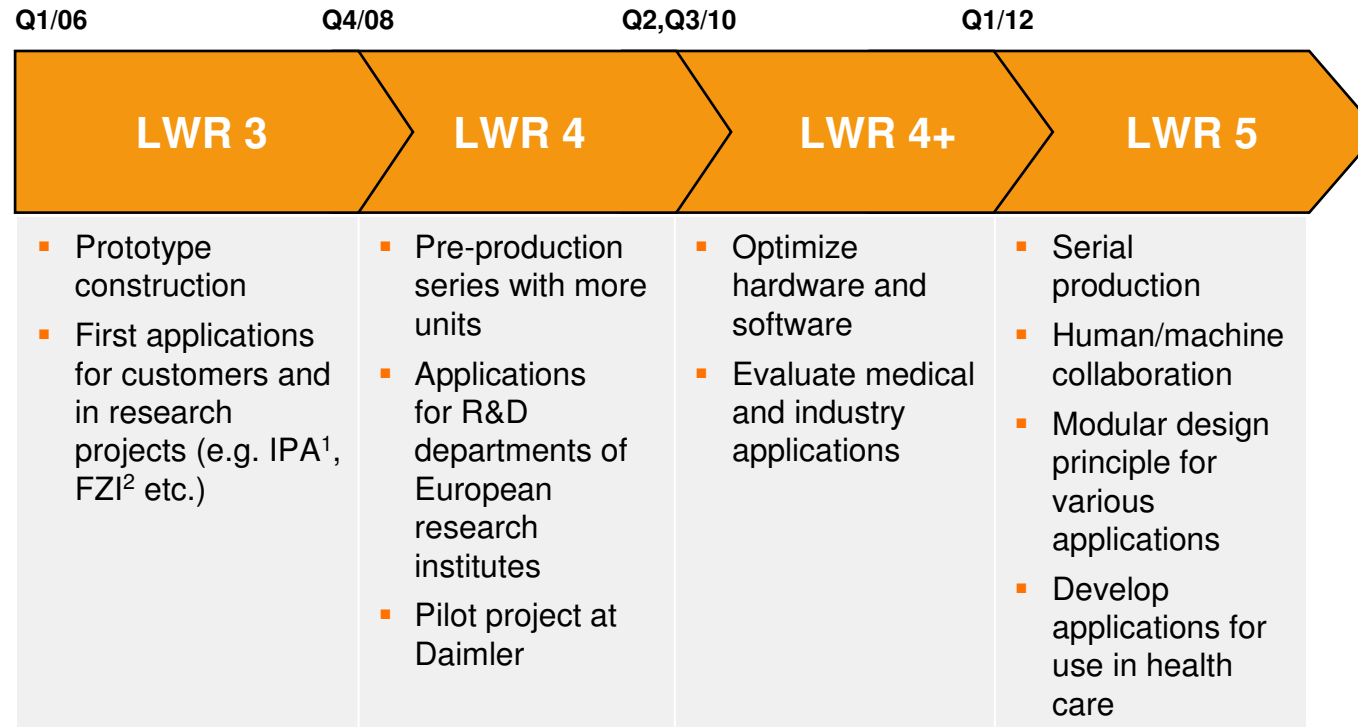 Q1/06 Q4/08 Q2,Q3/10 Q1/12
LWR 3 LWR 4 LWR 4+ LWR 5
▪ Prototype
construction
▪ First applications
for customers and
in research
projects (e.g. IPA¹,
FZI² etc.)
▪ Pre-production
series with more
units
▪ Applications
for R&D
departments of
European
research
institutes
▪ Pilot project at
Daimler
▪ Optimize
hardware and
software
▪ Evaluate medical
and industry
applications
▪ Serial
production
▪ Human/machine
collaboration
▪ Modular design
principle for
various
applications
▪ Develop
applications for
use in health
care